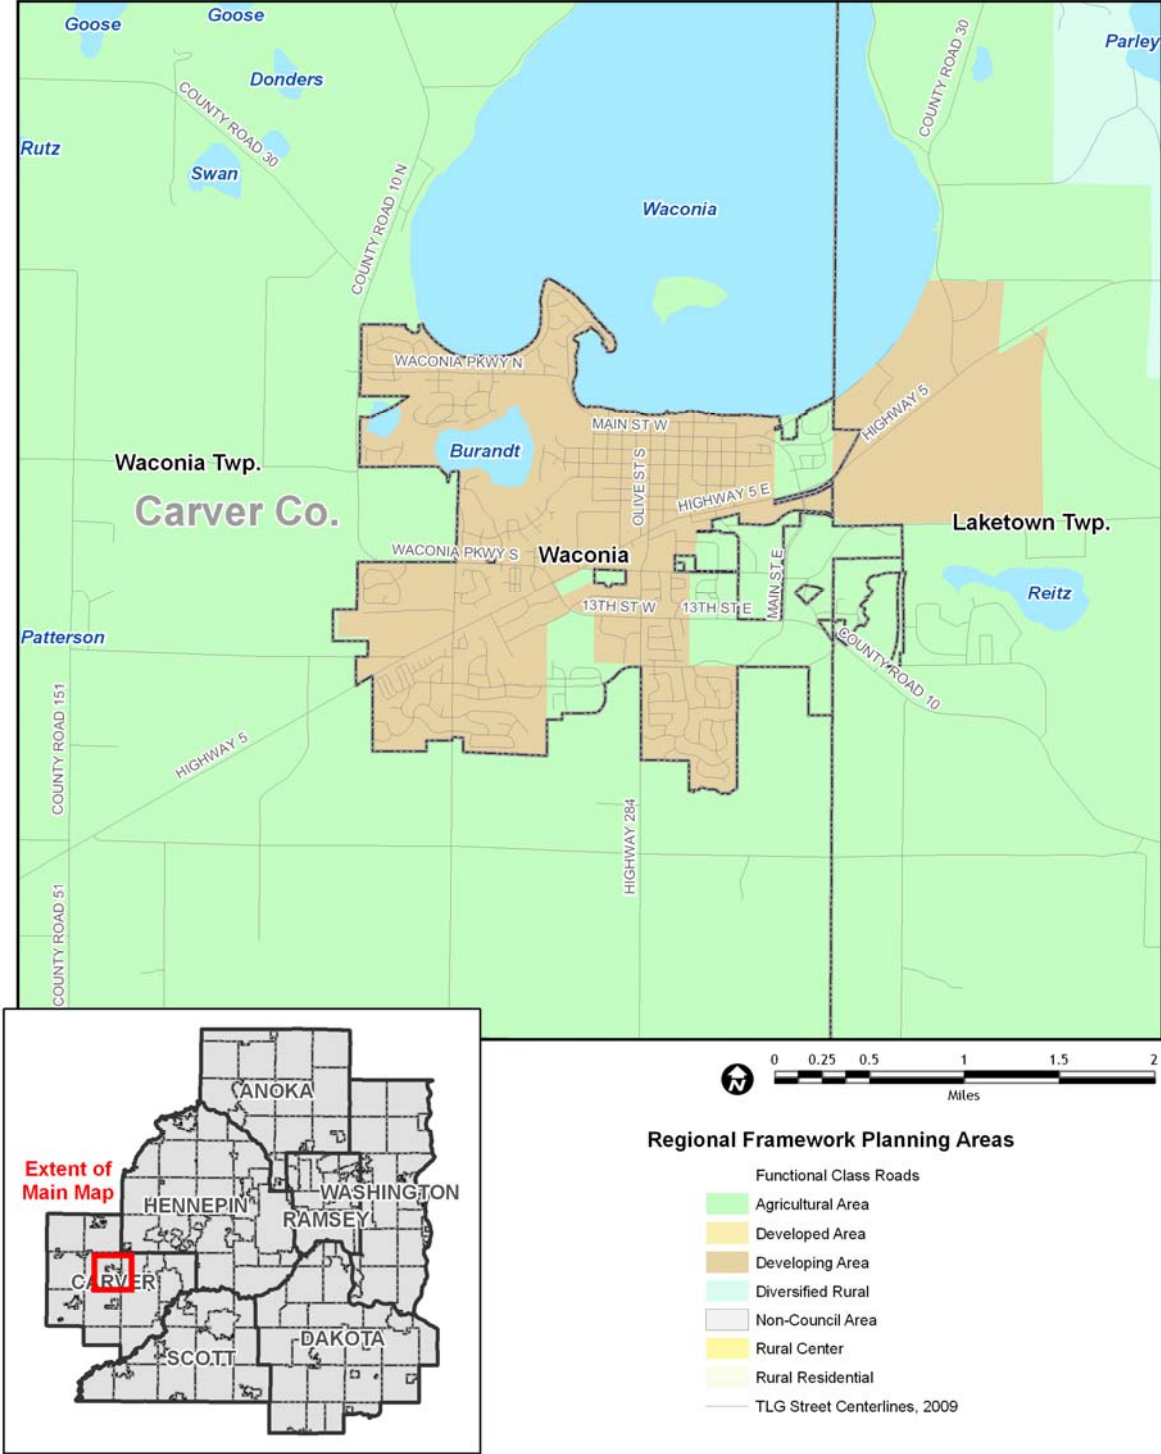 Goose
Goose
Parley
Donders
COUNTY ROAD 30
COUNTY ROAD 30
Rutz
Swan
Waconia
COUNTY ROAD 10 N
WACONIA PKWY N
HIGHWAY 5
MAIN ST W
Burandt
Waconia Twp.
OLIVE ST S
HIGHWAY 5 E
Carver Co.
Laketown Twp.
WACONIA PKWY S
Waconia
MAIN ST E
Reitz
13TH ST W
13TH ST E
Patterson
COUNTY ROAD 10
COUNTY ROAD 151
HIGHWAY 5
HIGHWAY 284
COUNTY ROAD 51
ANOKA
Extent of
Main Map
HENNEPIN
WASHINGTON
RAMSEY
CARVER
DAKOTA
SCOTT
N
0 0.25 0.5 1 1.5 2
Miles
Regional Framework Planning Areas
Functional Class Roads
Agricultural Area
Developed Area
Developing Area
Diversified Rural
Non-Council Area
Rural Center
Rural Residential
TLG Street Centerlines, 2009